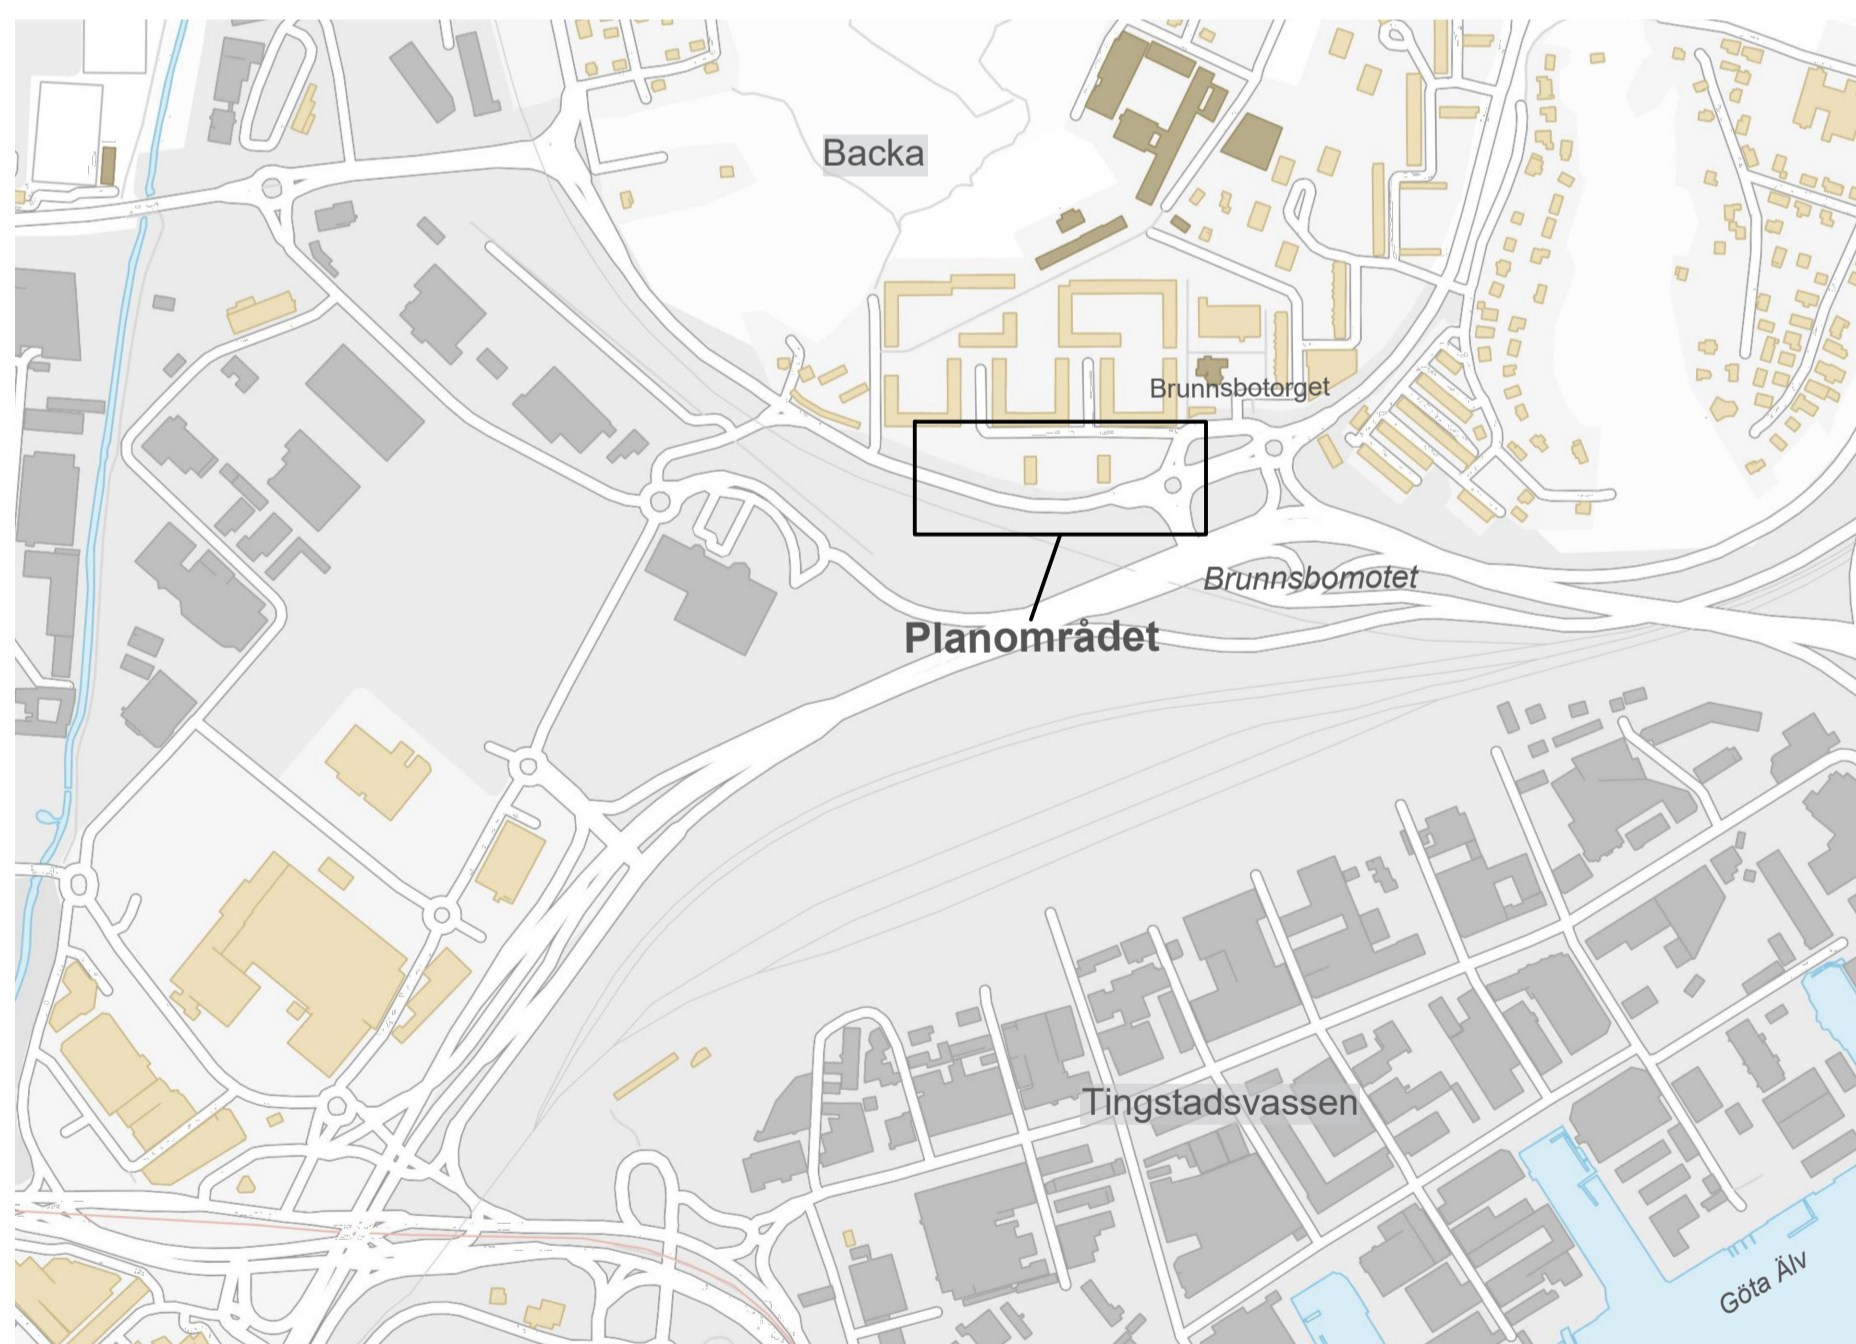 Backa
Brunnsbotorget
Brunnsbomotet
Planområdet
Tingstadsvassen
Göta Älv